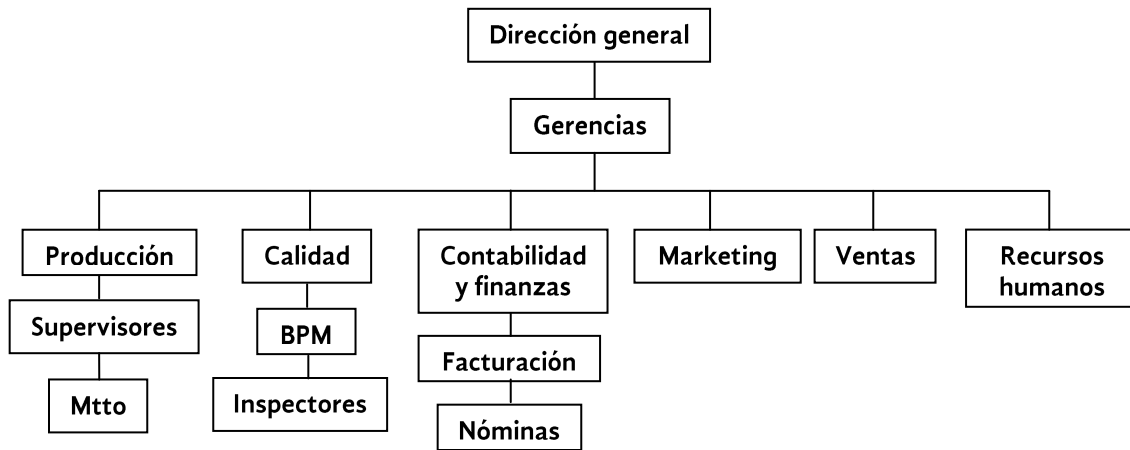 Dirección general
Gerencias
Producción
Calidad
Contabilidad
y finanzas
Marketing
Ventas
Recursos
humanos
Supervisores
BPM
Facturación
Mtto
Inspectores
Nóminas